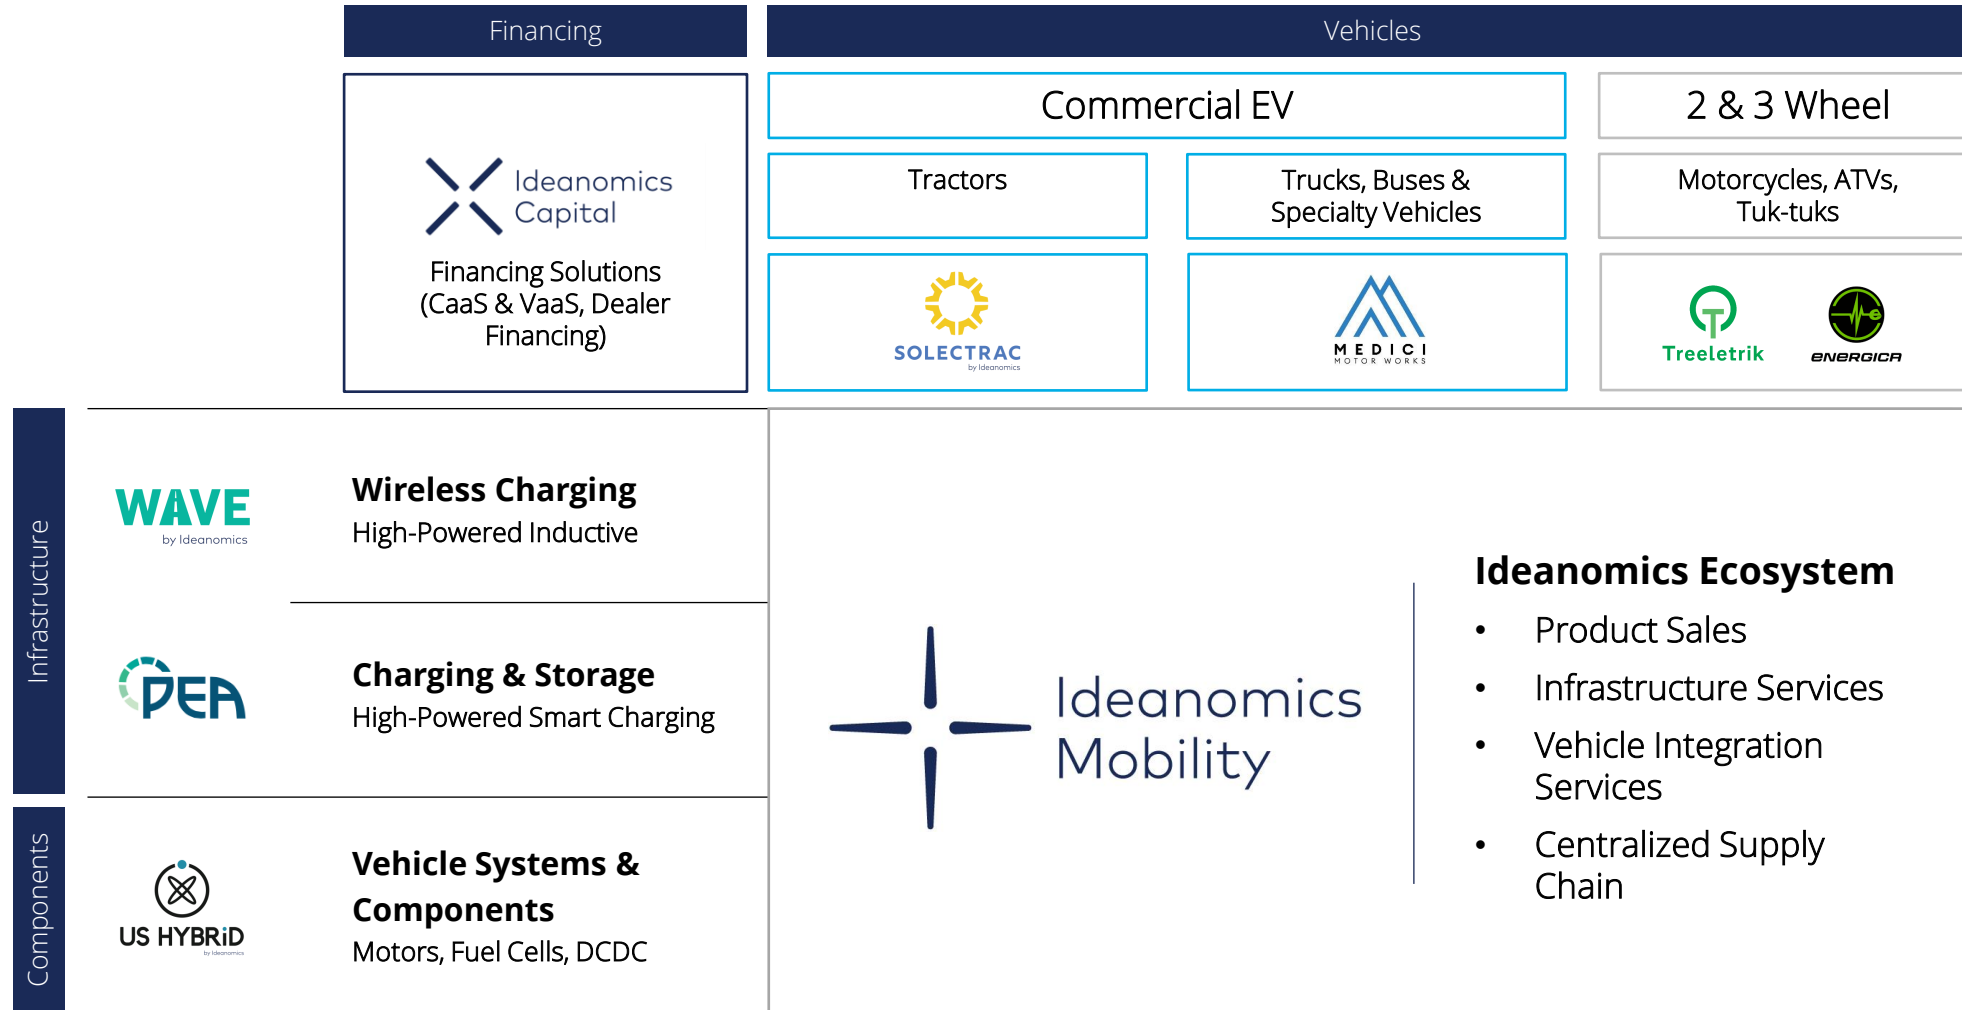 Financing
Vehicles
Commercial EV
2 & 3 Wheel
Ideanomics
Capital
Financing Solutions
(CaaS & VaaS, Dealer
Financing)
Tractors
Trucks, Buses &
Specialty Vehicles
Motorcycles, ATVs,
Tuk-tuks
SOLECTRAC
by Ideanomics
MEDICI
MOTOR WORKS
Treeletrik
e
ENERGICA
Infrastructure
WAVE
by Ideanomics
Wireless Charging
High-Powered Inductive
PEA
Charging & Storage
High-Powered Smart Charging
Components
US HYBRiD
by Ideanomics
Vehicle Systems &
Components
Motors, Fuel Cells, DCDC
Ideanomics
Mobility
Ideanomics Ecosystem
• Product Sales
• Infrastructure Services
• Vehicle Integration
Services
• Centralized Supply
Chain